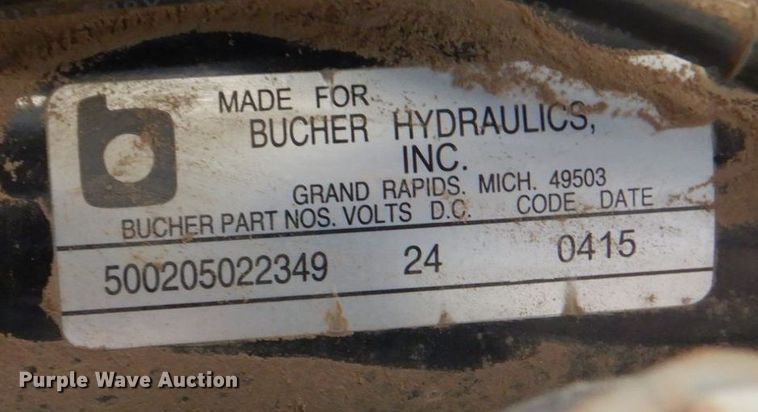 MADE FOR
BUCHER HYDRAULICS,
INC.
GRAND RAPIDS. MICH. 49503
BUCHER PART NOS. VOLTS D.C. CODE DATE
500205022349 24 0415
Purple Wave Auction